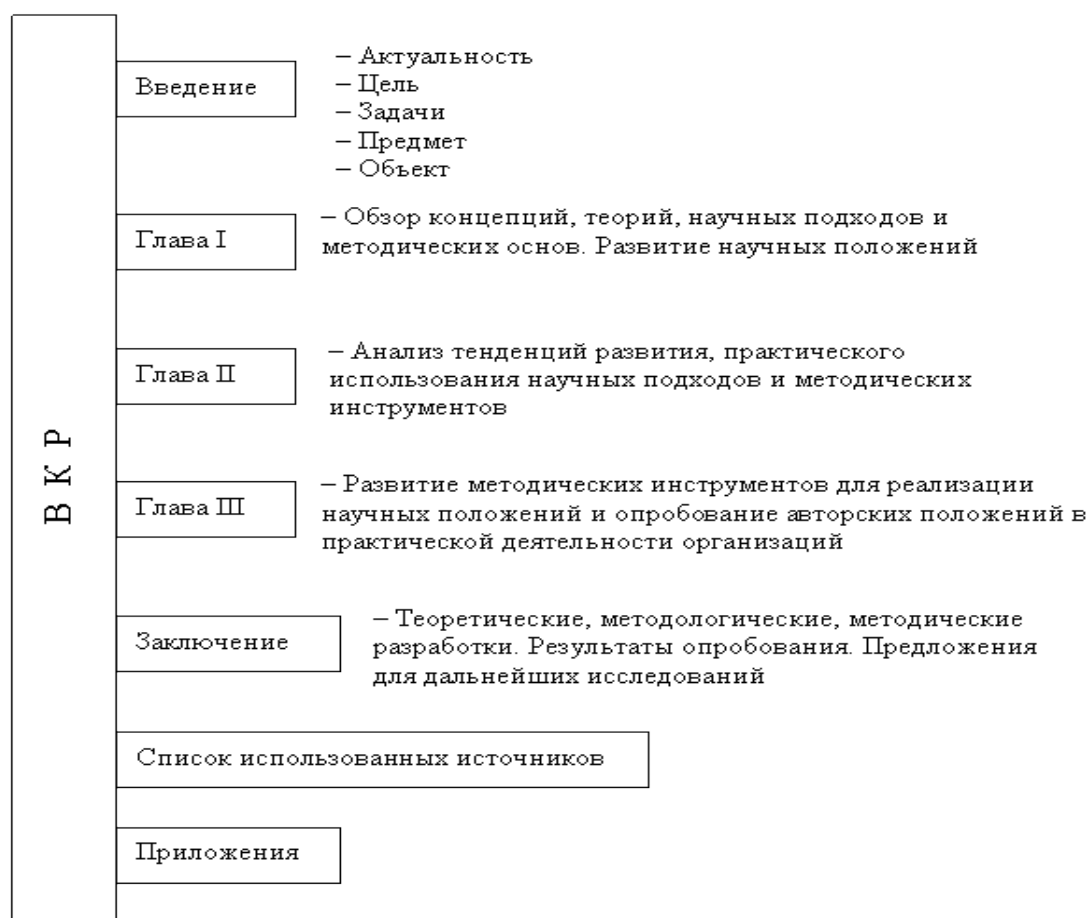 В К Р
Введение
– Актуальность
– Цель
– Задачи
– Предмет
– Объект
Глава I
– Обзор концепций, теорий, научных подходов и
методических основ. Развитие научных положений
Глава II
– Анализ тенденций развития, практического
использования научных подходов и методических
инструментов
Глава III
– Развитие методических инструментов для реализации
научных положений и опробование авторских положений в
практической деятельности организаций
Заключение
– Теоретические, методологические, методические
разработки. Результаты опробования. Предложения
для дальнейших исследований
Список использованных источников
Приложения